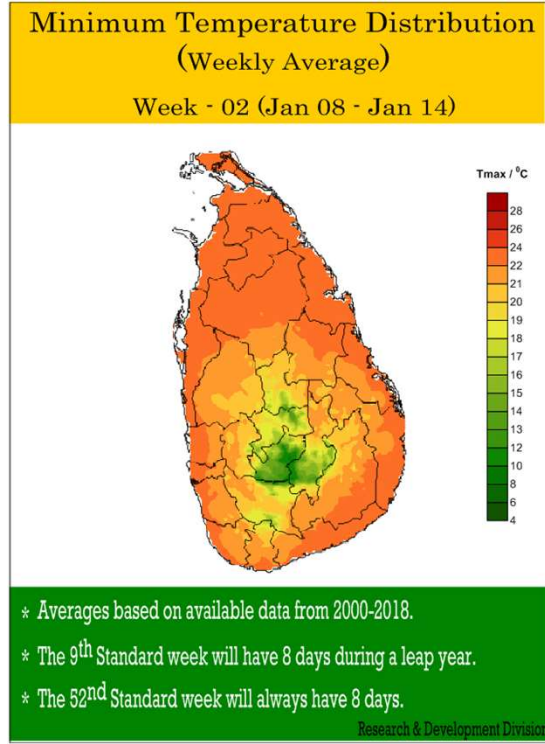 Minimum Temperature Distribution
(Weekly Average)
Week - 02 (Jan 08 - Jan 14)
Tmax / ⁰C
28
26
24
22
21
20
19
18
17
16
15
14
13
12
10
8
6
4
* Averages based on available data from 2000-2018.
* The 9th Standard week will have 8 days during a leap year.
* The 52nd Standard week will always have 8 days.
Research & Development Division